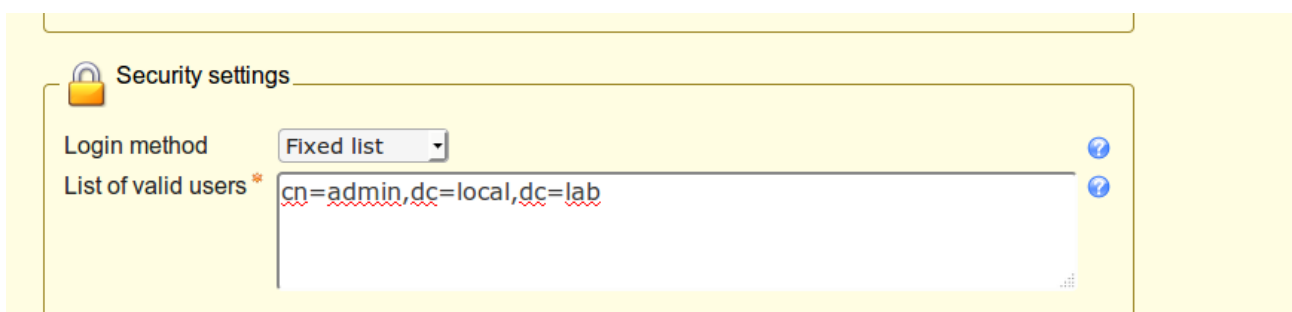 Security settings
Login method Fixed list
List of valid users * cn=admin,dc=local,dc=lab